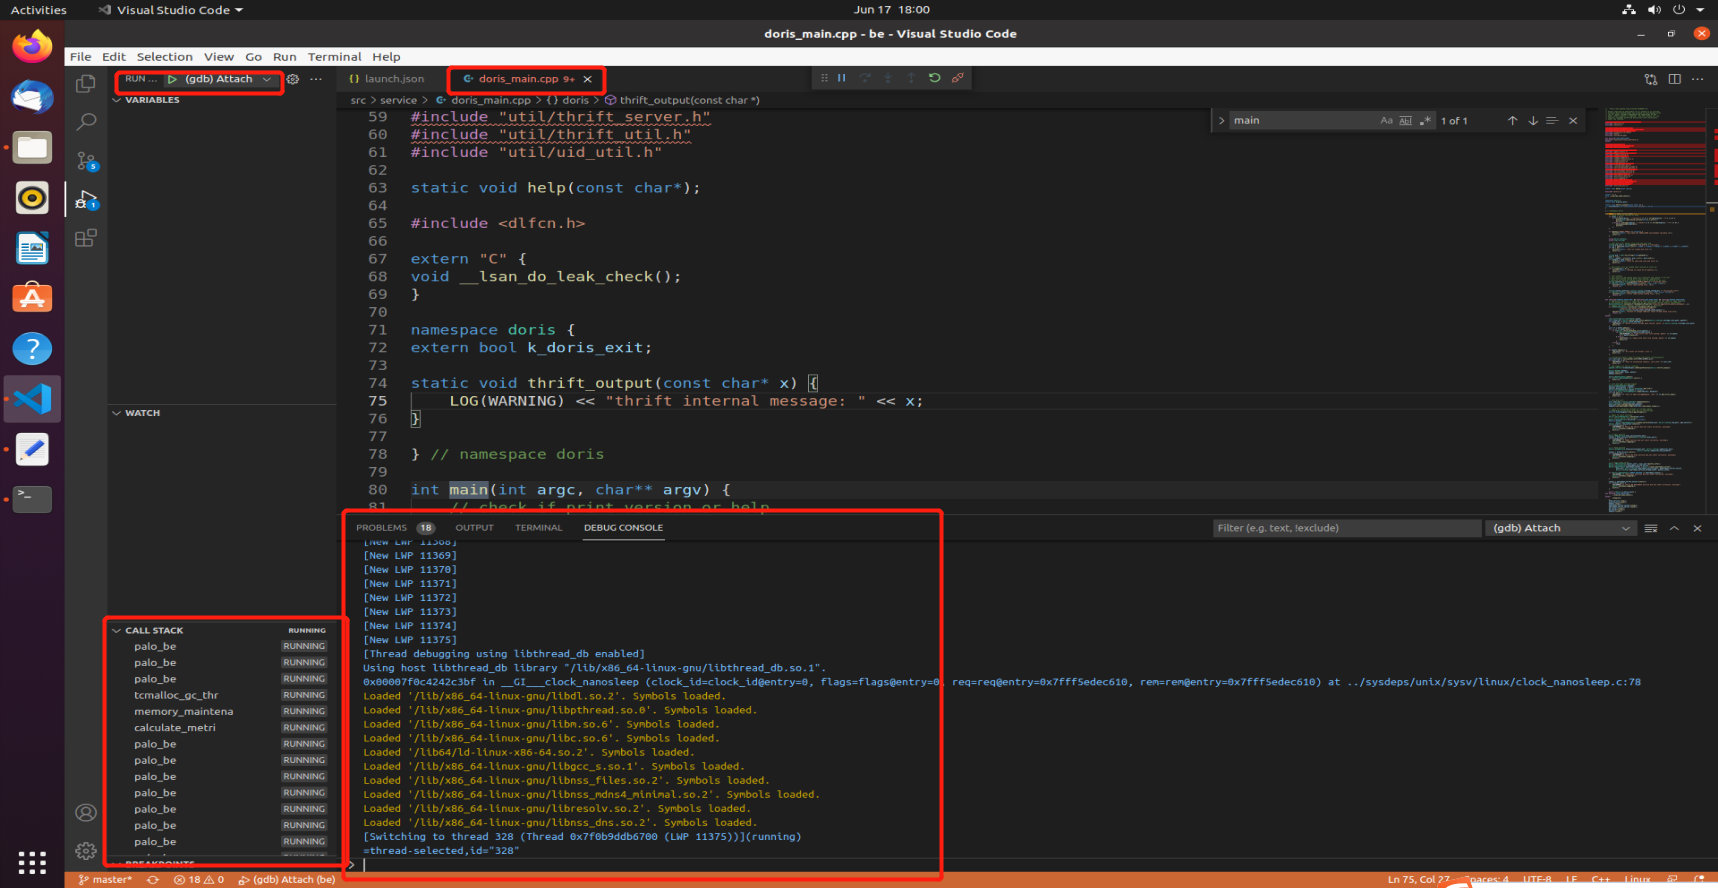 Activities
Visual Studio Code
Jun 17 18:00
doris_main.cpp - be - Visual Studio Code
File Edit Selection View Go Run Terminal Help
RUN ... (gdb) Attach
launch.json
doris_main.cpp 9+
VARIABLES
src > service > doris_main.cpp > {} doris > thrift_output(const char *)
main
Aa Abl .* 1 of 1
59 #include "util/thrift_server.h"
60 #include "util/thrift_util.h"
61 #include "util/uid_util.h"
62
63 static void help(const char*);
64
65 #include <dlfcn.h>
66
67 extern "C" {
68 void __lsan_do_leak_check();
69 }
70
71 namespace doris {
72 extern bool k_doris_exit;
73
74 static void thrift_output(const char* x) {
75 LOG(WARNING) << "thrift internal message: " << x;
76 }
77
78 } // namespace doris
79
80 int main(int argc, char** argv) {
81 // check if print version or help
WATCH
CALL STACK RUNNING
palo_be RUNNING
palo_be RUNNING
palo_be RUNNING
tcmalloc_gc_thr RUNNING
memory_maintena RUNNING
calculate_metri RUNNING
palo_be RUNNING
palo_be RUNNING
palo_be RUNNING
palo_be RUNNING
palo_be RUNNING
palo_be RUNNING
palo_be RUNNING
BREAKPOINTS
PROBLEMS 18 OUTPUT TERMINAL DEBUG CONSOLE
Filter (e.g. text, !exclude)
(gdb) Attach
[New LWP 11368]
[New LWP 11369]
[New LWP 11370]
[New LWP 11371]
[New LWP 11372]
[New LWP 11373]
[New LWP 11374]
[New LWP 11375]
[Thread debugging using libthread_db enabled]
Using host libthread_db library "/lib/x86_64-linux-gnu/libthread_db.so.1".
0x00007f0c4242c3bf in __GI___clock_nanosleep (clock_id=clock_id@entry=0, flags=flags@entry=0, req=req@entry=0x7fff5edec610, rem=rem@entry=0x7fff5edec610) at ../sysdeps/unix/sysv/linux/clock_nanosleep.c:78
Loaded '/lib/x86_64-linux-gnu/libdl.so.2'. Symbols loaded.
Loaded '/lib/x86_64-linux-gnu/libpthread.so.0'. Symbols loaded.
Loaded '/lib/x86_64-linux-gnu/libm.so.6'. Symbols loaded.
Loaded '/lib/x86_64-linux-gnu/libc.so.6'. Symbols loaded.
Loaded '/lib64/ld-linux-x86-64.so.2'. Symbols loaded.
Loaded '/lib/x86_64-linux-gnu/libgcc_s.so.1'. Symbols loaded.
Loaded '/lib/x86_64-linux-gnu/libnss_files.so.2'. Symbols loaded.
Loaded '/lib/x86_64-linux-gnu/libnss_mdns4_minimal.so.2'. Symbols loaded.
Loaded '/lib/x86_64-linux-gnu/libresolv.so.2'. Symbols loaded.
Loaded '/lib/x86_64-linux-gnu/libnss_dns.so.2'. Symbols loaded.
[Switching to thread 328 (Thread 0x7f0b9ddb6700 (LWP 11375))](running)
=thread-selected,id="328"
>
master* 18 0 (gdb) Attach (be)
Ln 75, Col 27 Spaces: 4 UTF-8 LF C++ Linux